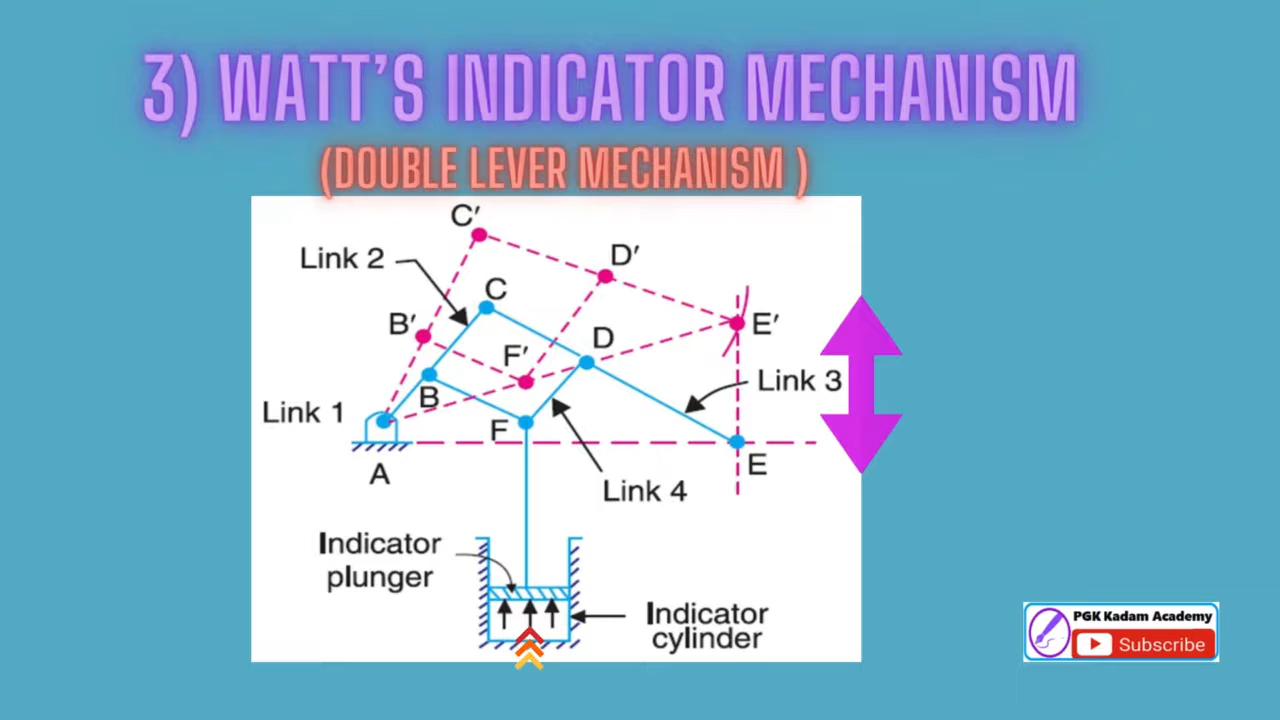 3) WATT'S INDICATOR MECHANISM
(DOUBLE LEVER MECHANISM )
C'
Link 2
D'
C
B'
D
E'
F'
Link 3
B
Link 1
F
A
E
Link 4
Indicator
plunger
Indicator
cylinder
PGK Kadam Academy
Subscribe